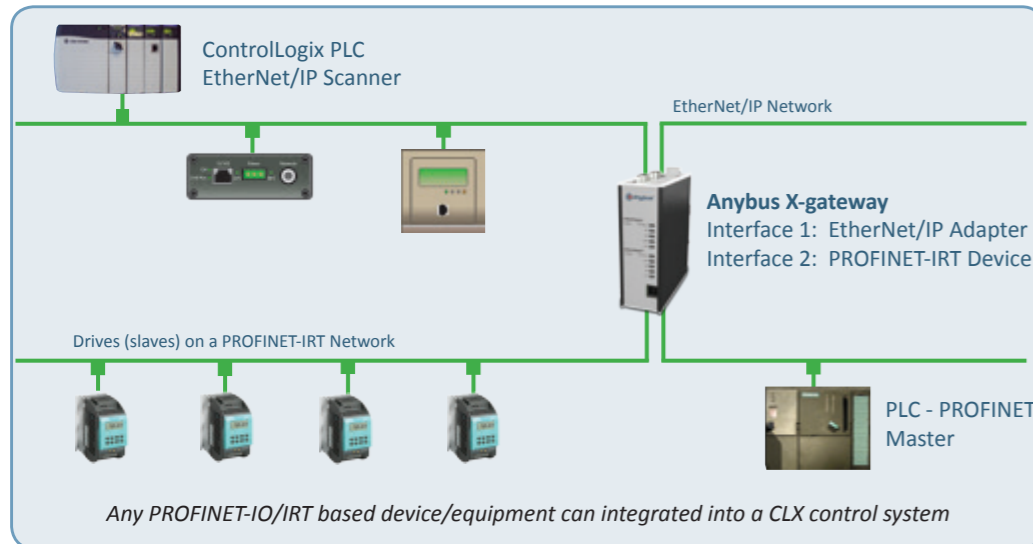 ControlLogix PLC
EtherNet/IP Scanner
EtherNet/IP Network
Anybus X-gateway
Interface 1: EtherNet/IP Adapter
Interface 2: PROFINET-IRT Device
Drives (slaves) on a PROFINET-IRT Network
PLC - PROFINET
Master
Any PROFINET-IO/IRT based device/equipment can integrated into a CLX control system